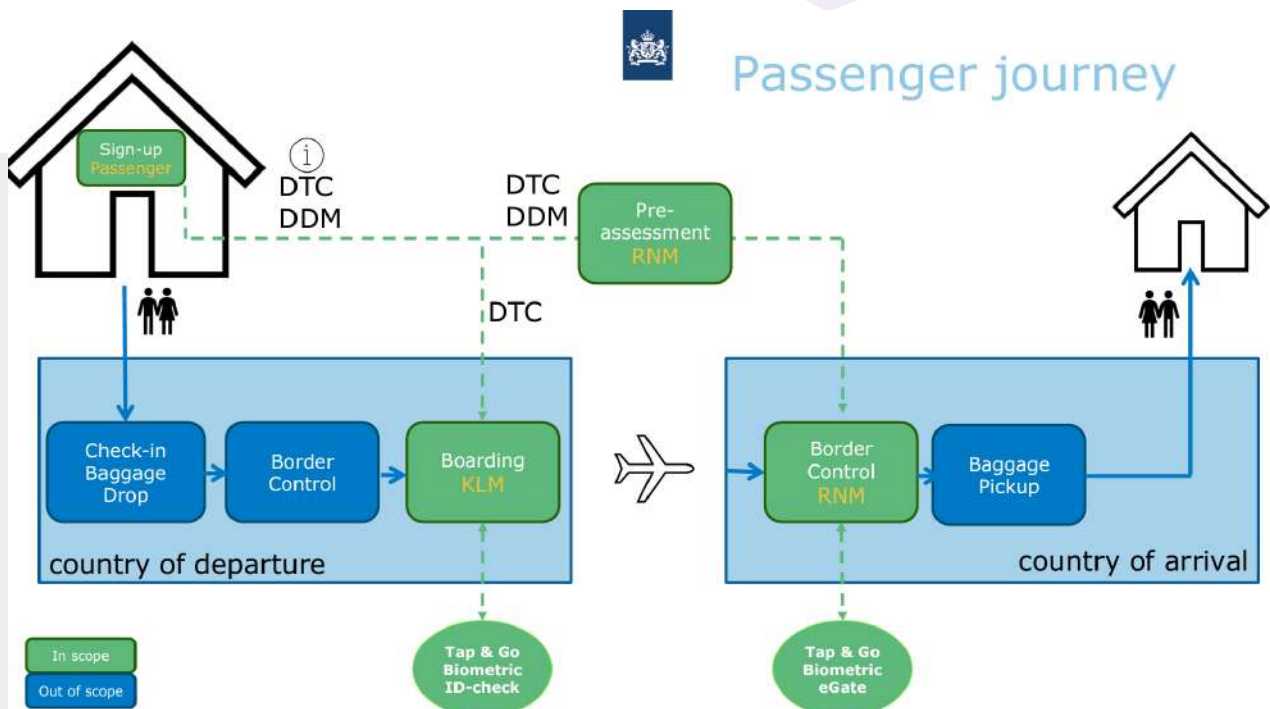 Passenger journey
Sign-up
Passenger
i
DTC
DDM
DTC
DDM
Pre-
assessment
RNM
DTC
Check-in
Baggage
Drop
Border
Control
Boarding
KLM
Border
Control
RNM
Baggage
Pickup
country of departure
country of arrival
Tap & Go
Biometric
ID-check
Tap & Go
Biometric
eGate
In scope
Out of scope